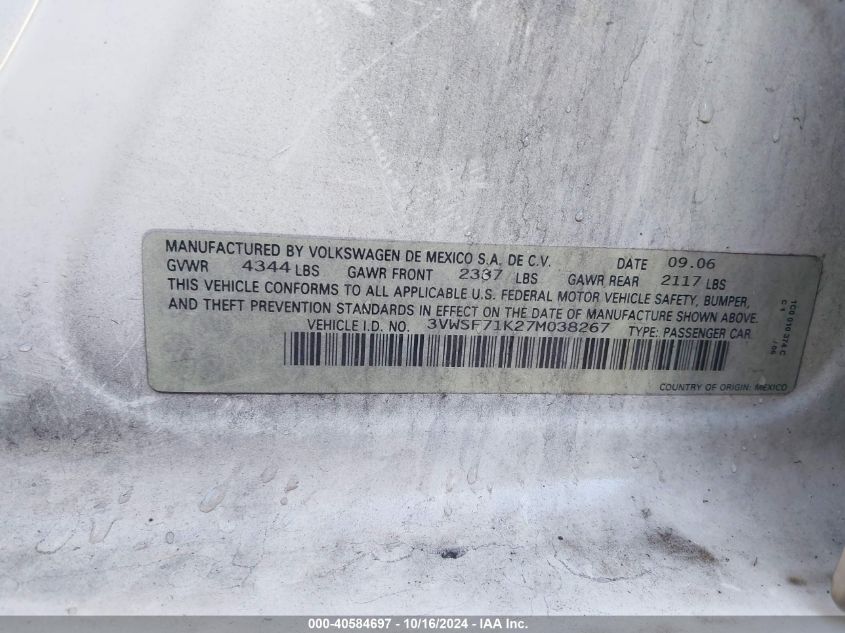 MANUFACTURED BY VOLKSWAGEN DE MEXICO S.A. DE C.V. DATE 09.06
GVWR 4344 LBS GAWR FRONT 2337 LBS GAWR REAR 2117 LBS
THIS VEHICLE CONFORMS TO ALL APPLICABLE U.S. FEDERAL MOTOR VEHICLE SAFETY, BUMPER,
AND THEFT PREVENTION STANDARDS IN EFFECT ON THE DATE OF MANUFACTURE SHOWN ABOVE.
VEHICLE I.D. NO. 3VWSF71K27M038267 TYPE: PASSENGER CAR
COUNTRY OF ORIGIN: MEXICO
1C0 010 374 C
000-40584697 - 10/16/2024 - IAA Inc.